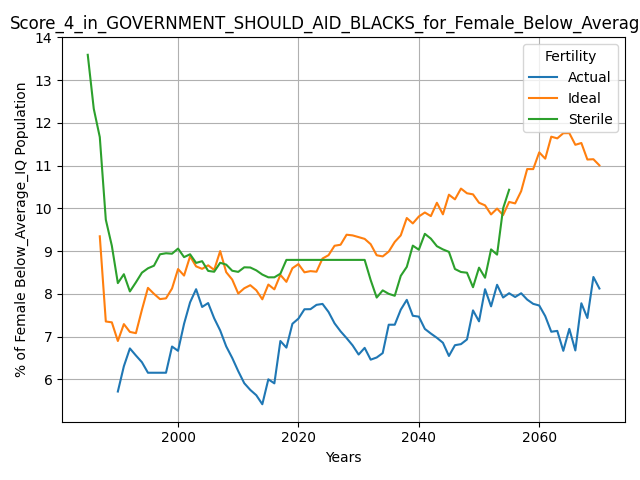 Score_4_in_GOVERNMENT_SHOULD_AID_BLACKS_for_Female_Below_Averag
Fertility
Actual
Ideal
Sterile
14
13
12
11
10
9
8
7
6
% of Female Below_Average_IQ Population
2000
2020
2040
2060
Years